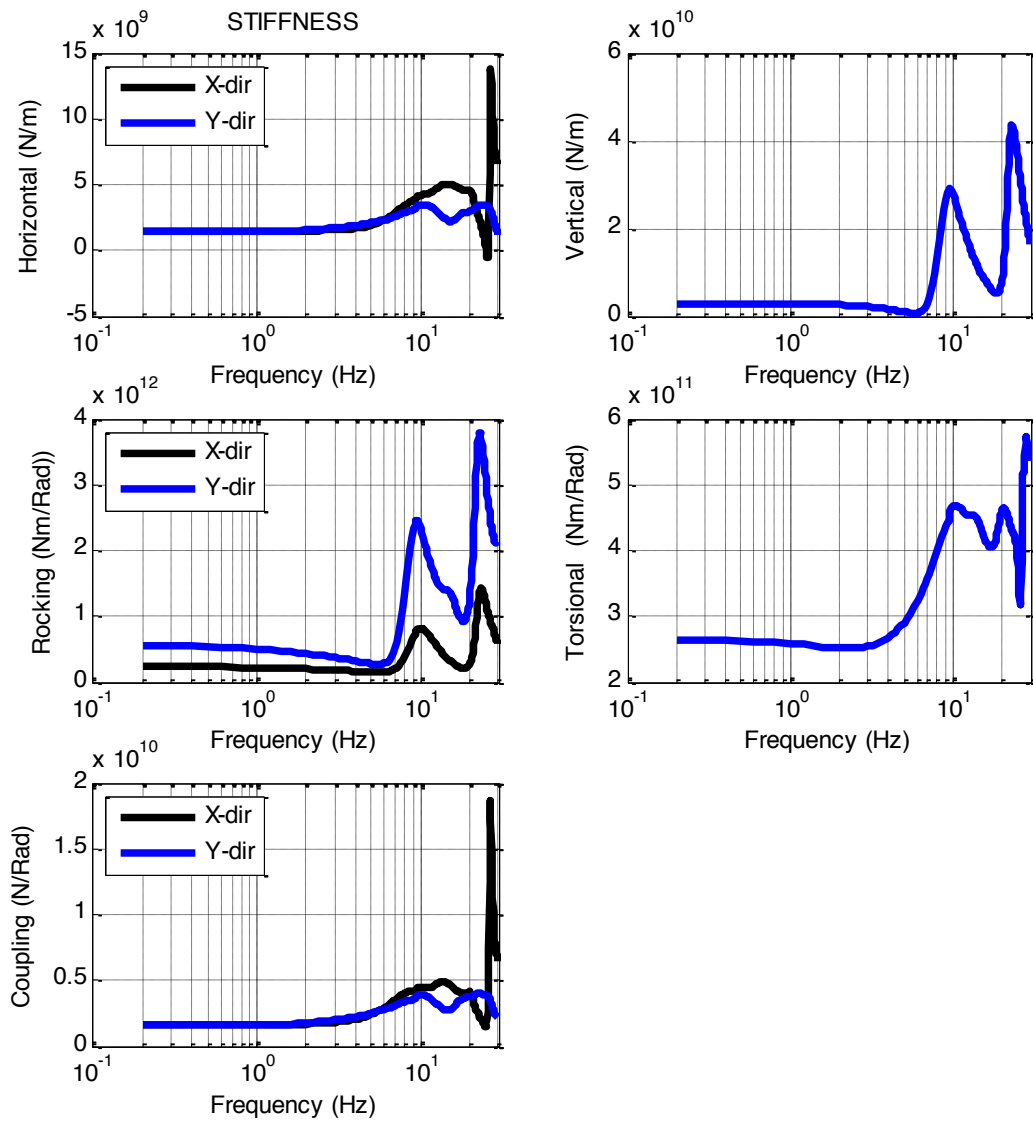 STIFFNESS
x 10^9
15
10
5
0
-5
Horizontal (N/m)
X-dir
Y-dir
10^-1
10^0
10^1
Frequency (Hz)
x 10^10
6
4
2
0
Vertical (N/m)
10^-1
10^0
10^1
Frequency (Hz)
x 10^12
4
3
2
1
0
Rocking (Nm/Rad))
X-dir
Y-dir
10^-1
10^0
10^1
Frequency (Hz)
x 10^11
6
5
4
3
2
Torsional (Nm/Rad)
10^-1
10^0
10^1
Frequency (Hz)
x 10^10
2
1.5
1
0.5
0
Coupling (N/Rad)
X-dir
Y-dir
10^-1
10^0
10^1
Frequency (Hz)